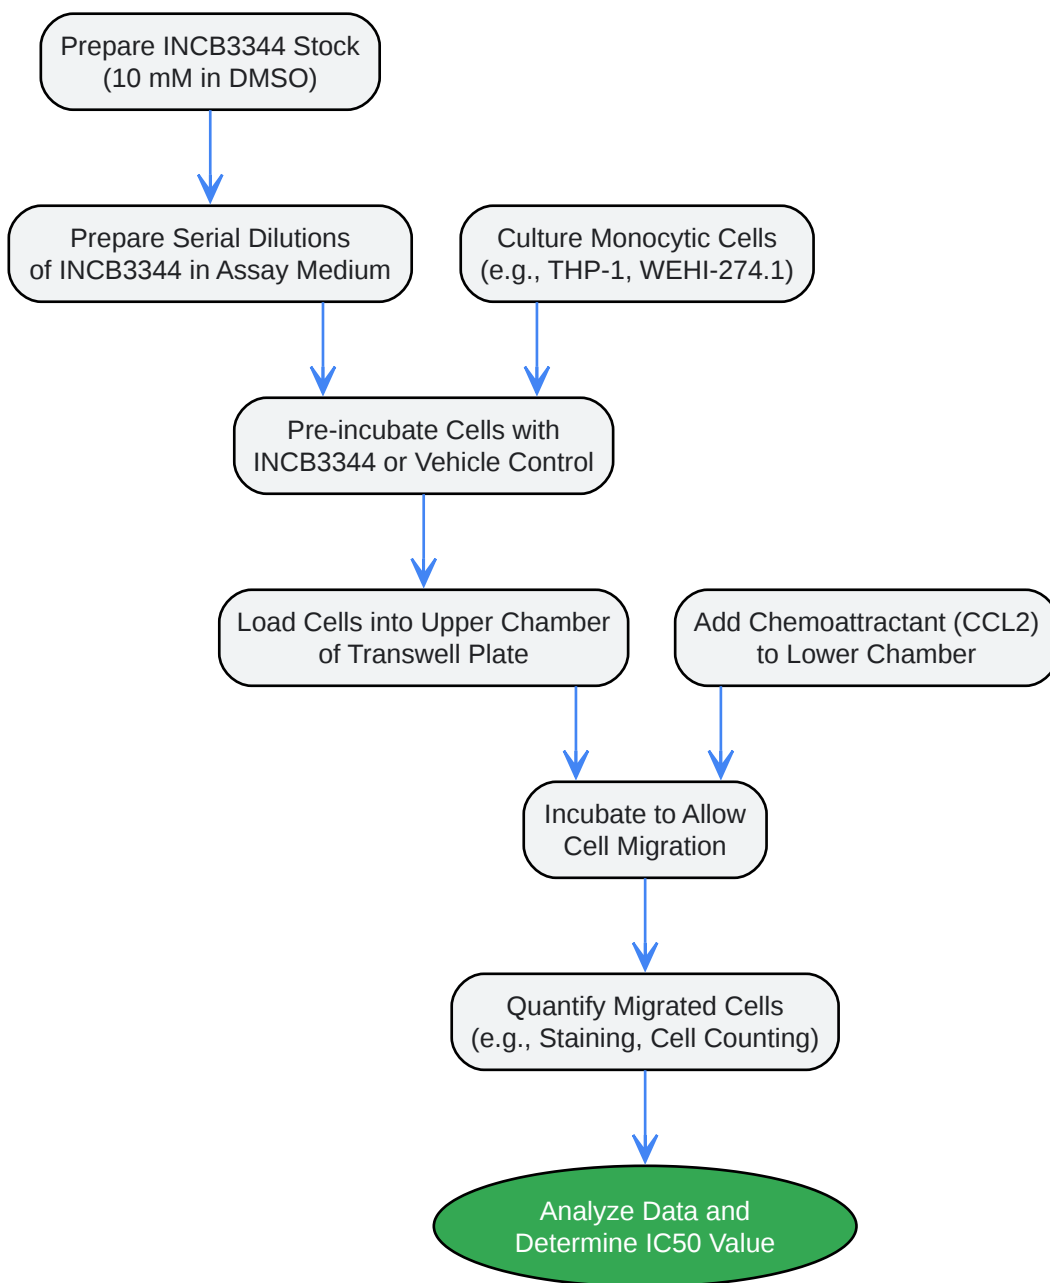 Prepare INCB3344 Stock
(10 mM in DMSO)
Prepare Serial Dilutions
of INCB3344 in Assay Medium
Culture Monocytic Cells
(e.g., THP-1, WEHI-274.1)
Pre-incubate Cells with
INCB3344 or Vehicle Control
Load Cells into Upper Chamber
of Transwell Plate
Add Chemoattractant (CCL2)
to Lower Chamber
Incubate to Allow
Cell Migration
Quantify Migrated Cells
(e.g., Staining, Cell Counting)
Analyze Data and
Determine IC50 Value